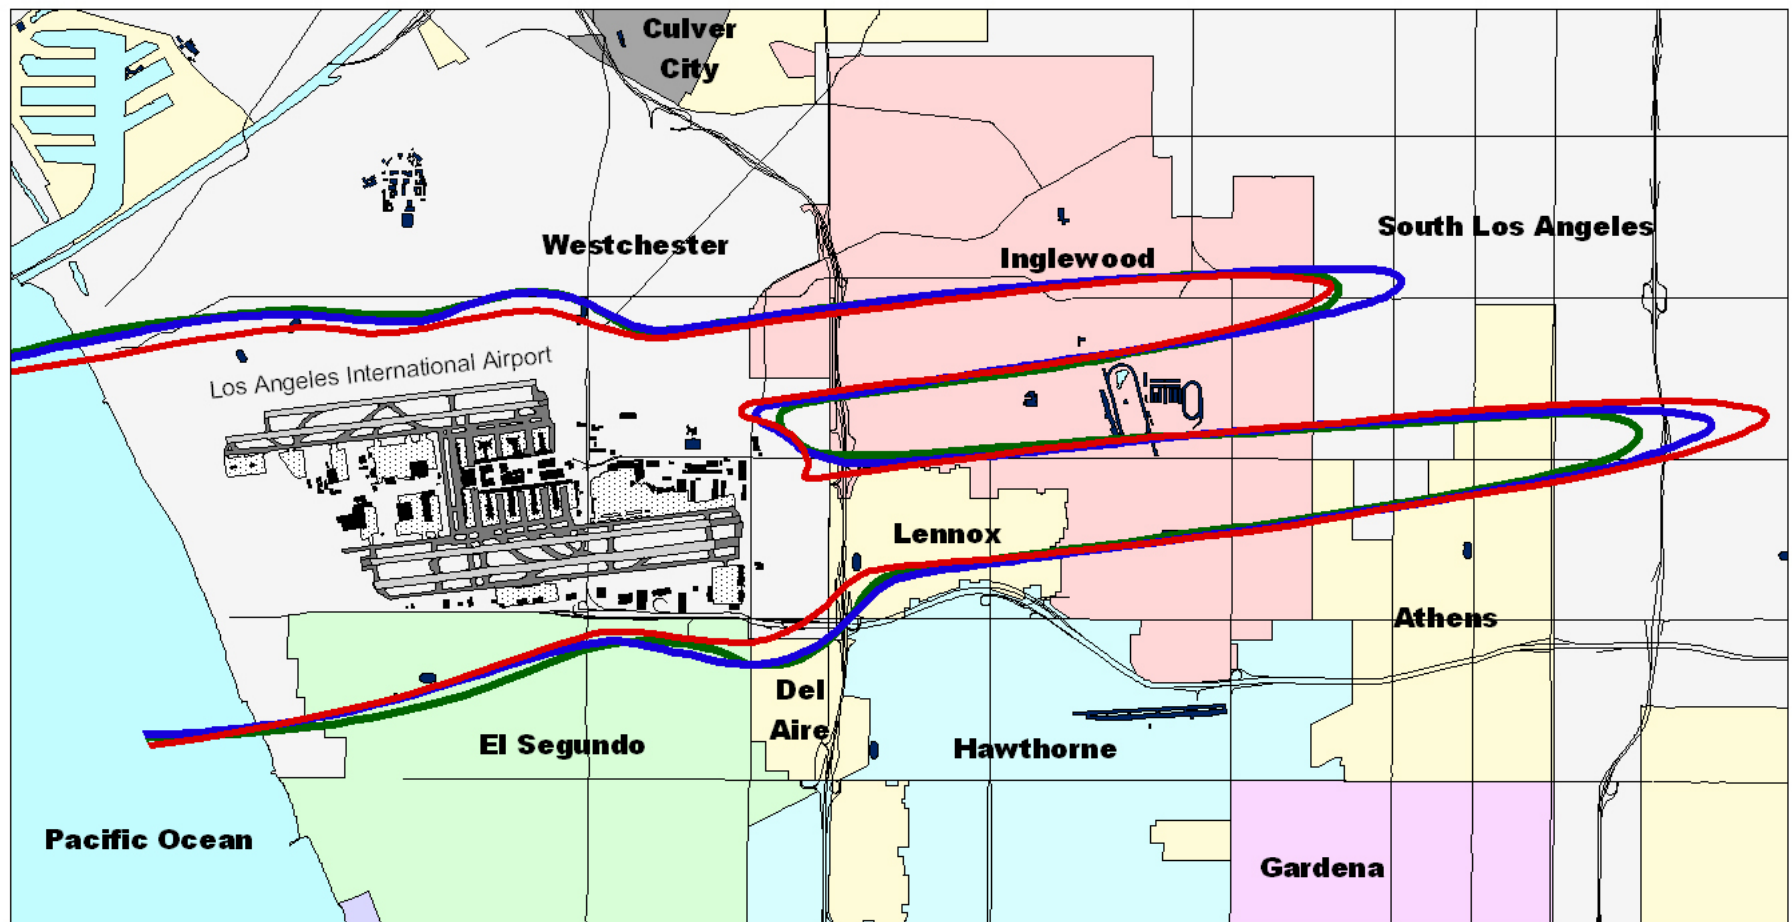 Culver
City
South Los Angeles
Westchester
Inglewood
Los Angeles International Airport
Lennox
Athens
Del
Aire
El Segundo
Hawthorne
Pacific Ocean
Gardena